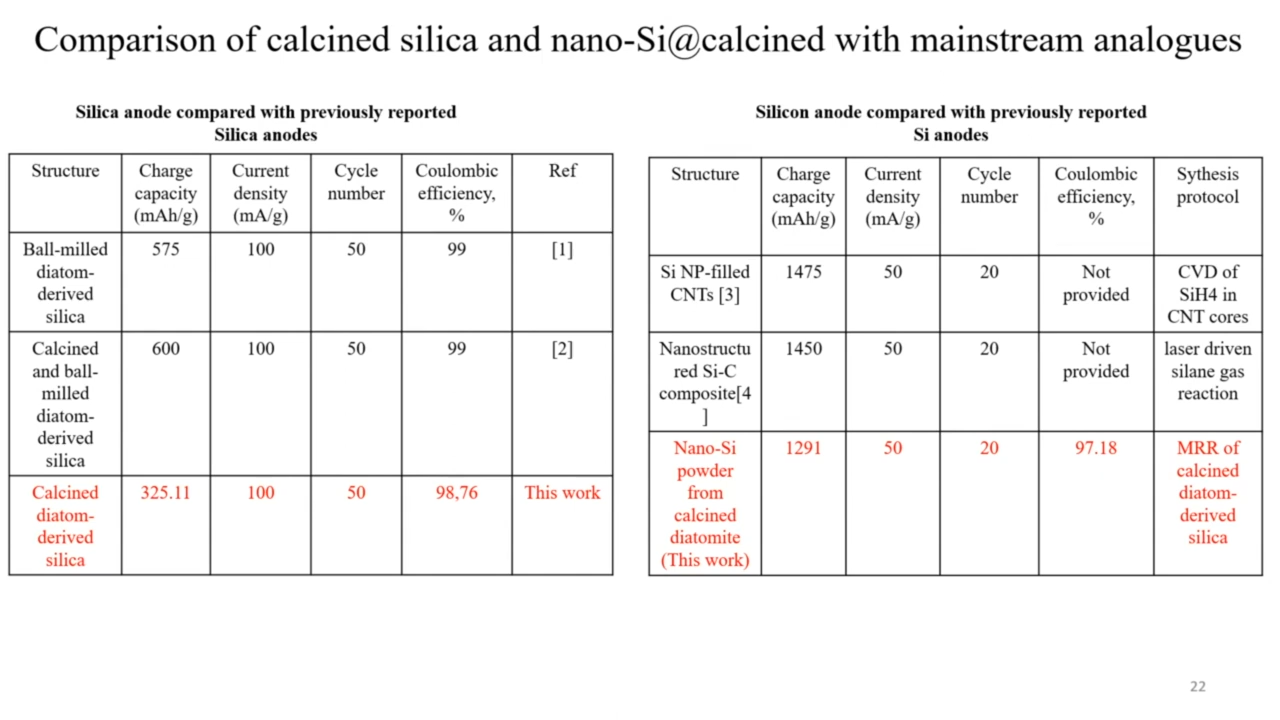 Comparison of calcined silica and nano-Si@calcined with mainstream analogues
Silica anode compared with previously reported
Silica anodes
Structure
Charge
capacity
(mAh/g)
Current
density
(mA/g)
Cycle
number
Coulombic
efficiency,
%
Ref
Ball-milled
diatom-
derived
silica
575
100
50
99
[1]
Calcined
and ball-
milled
diatom-
derived
silica
600
100
50
99
[2]
Calcined
diatom-
derived
silica
325.11
100
50
98,76
This work
Silicon anode compared with previously reported
Si anodes
Structure
Charge
capacity
(mAh/g)
Current
density
(mA/g)
Cycle
number
Coulombic
efficiency,
%
Sythesis
protocol
Si NP-filled
CNTs [3]
1475
50
20
Not
provided
CVD of
SiH4 in
CNT cores
Nanostructu
red Si-C
composite[4
]
1450
50
20
Not
provided
laser driven
silane gas
reaction
Nano-Si
powder
from
calcined
diatomite
(This work)
1291
50
20
97.18
MRR of
calcined
diatom-
derived
silica
22